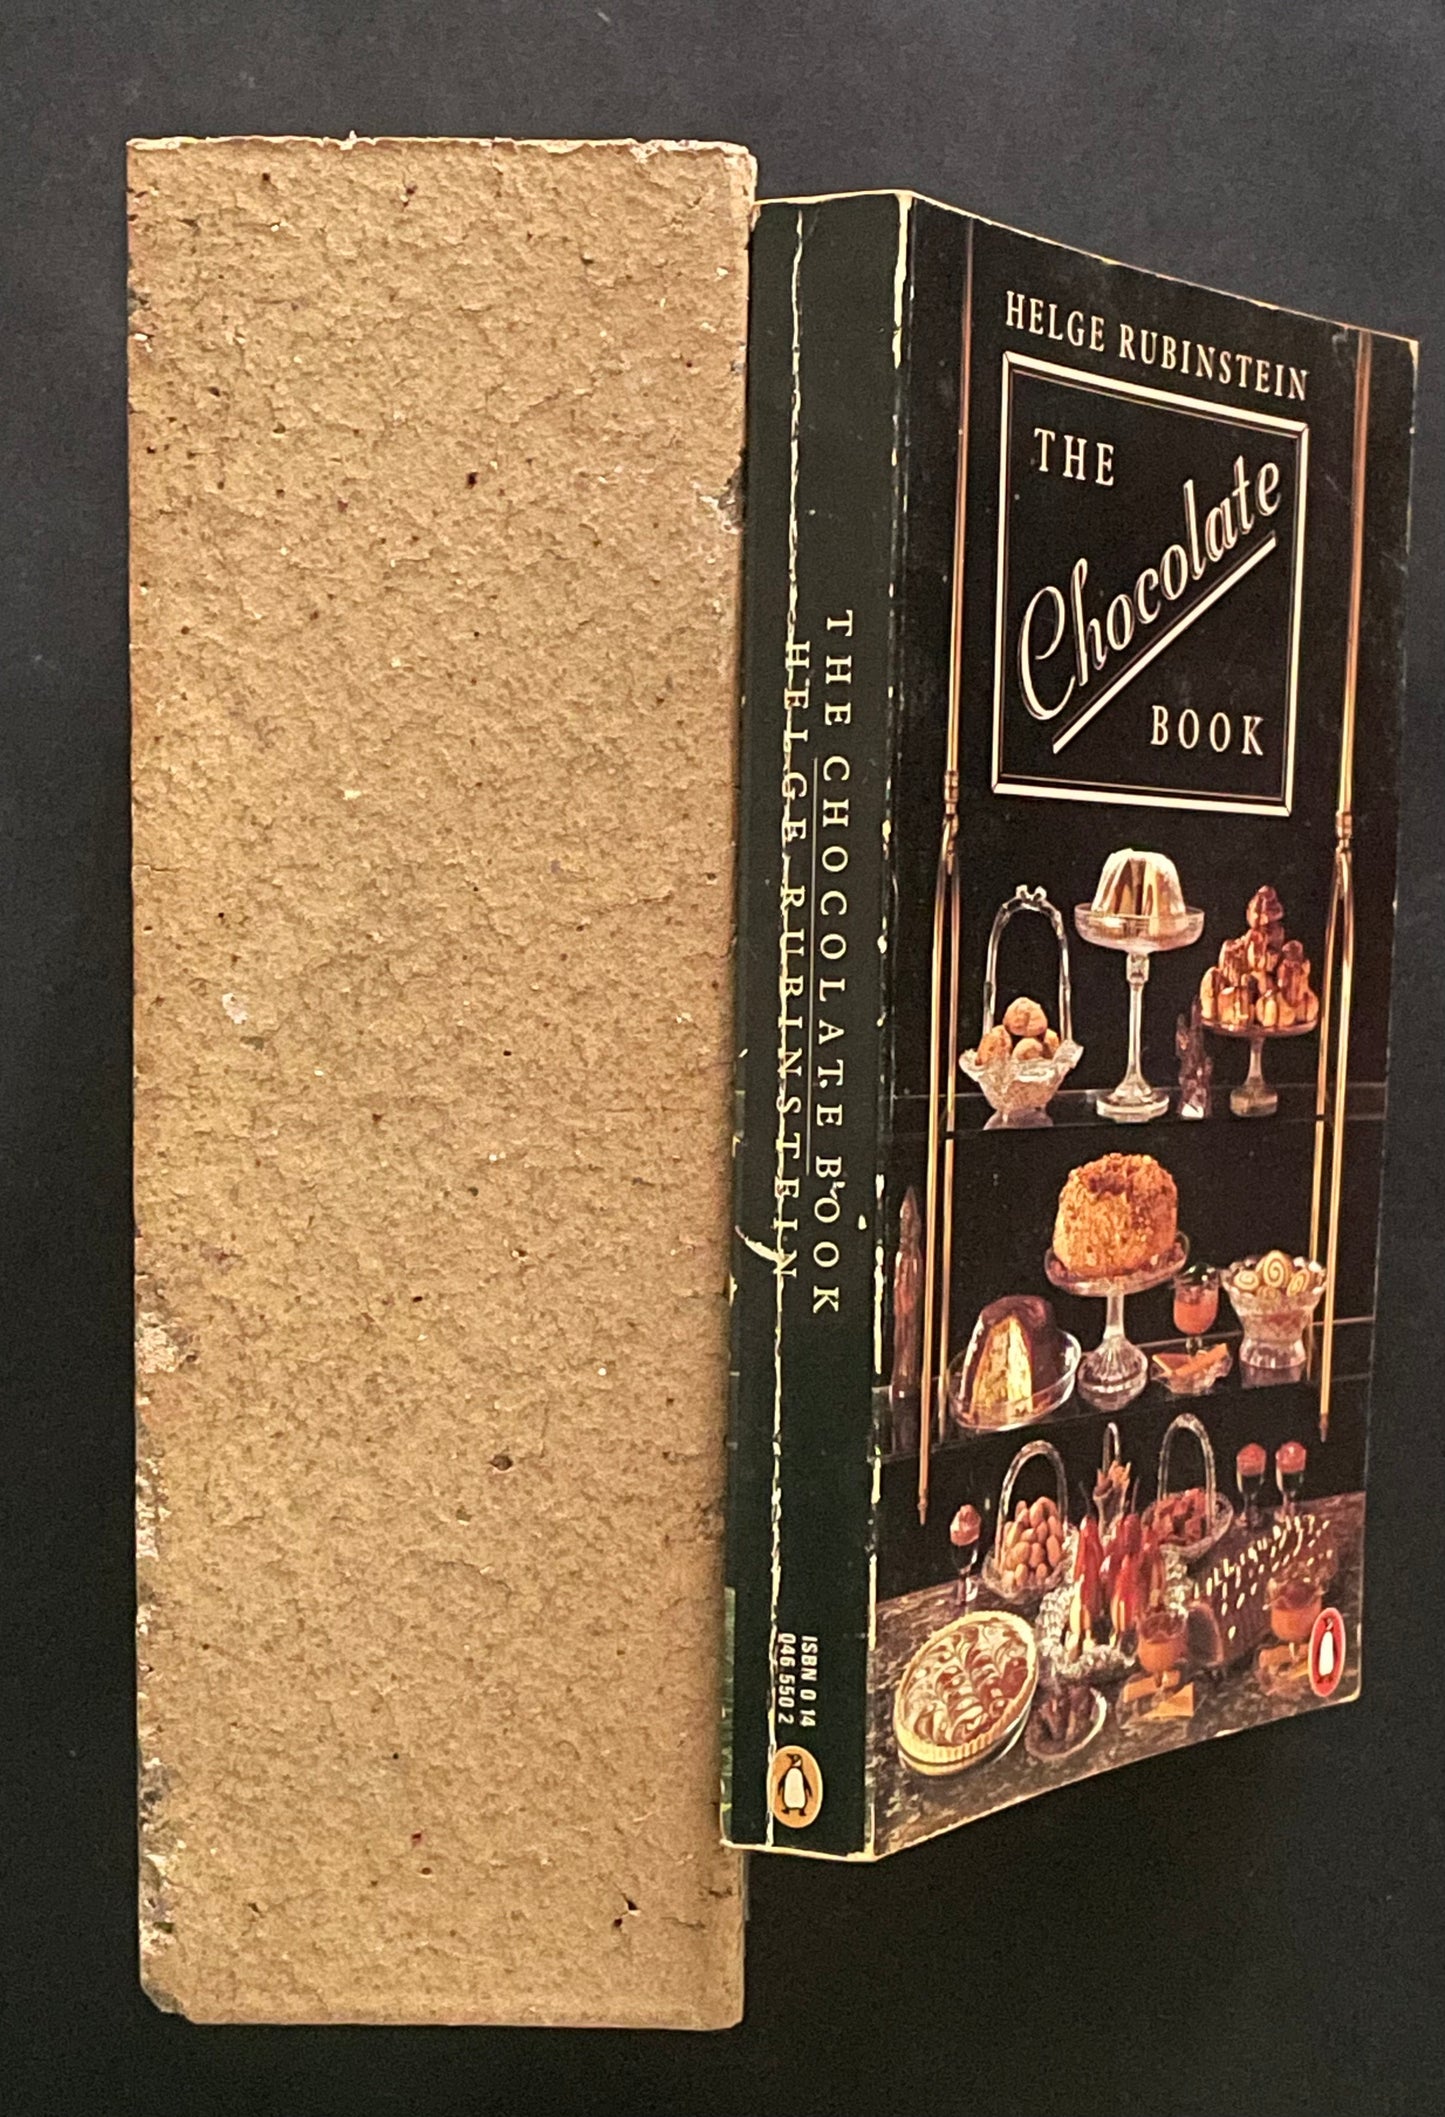 HELGE RUBINSTEIN
THE
Chocolate
BOOK
THE CHOCOLATE BOOK
HELGE RUBINSTEIN
ISBN 0 14
046 550 2